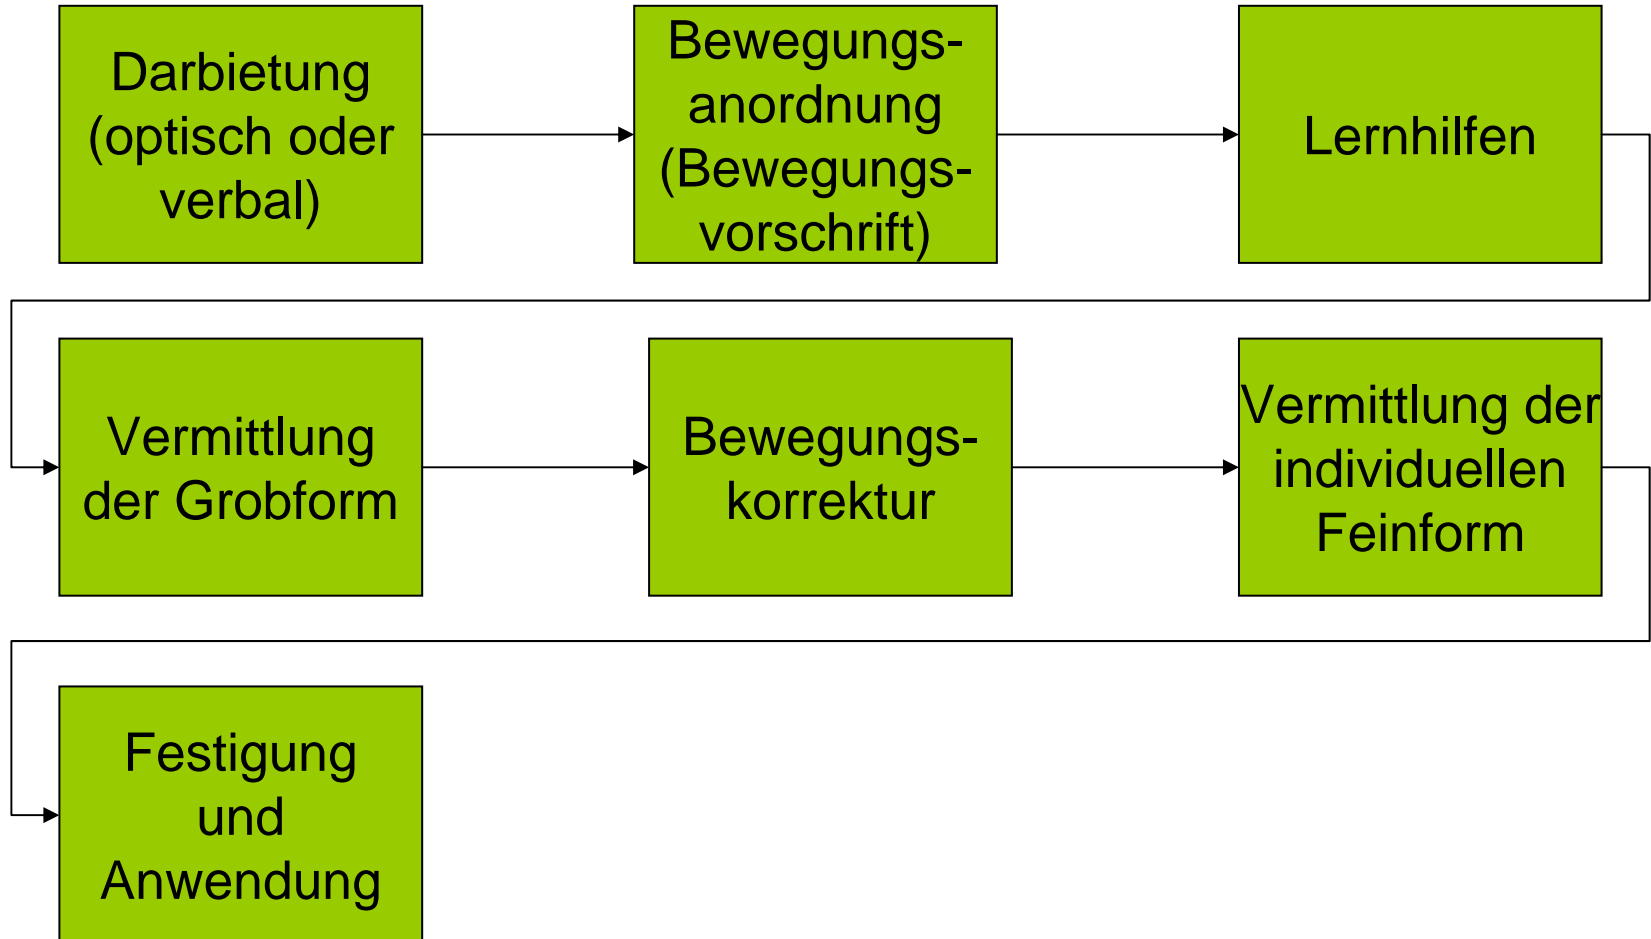 Darbietung
(optisch oder
verbal)
Bewegungs-
anordnung
(Bewegungs-
vorschrift)
Lernhilfen
Vermittlung
der Grobform
Bewegungs-
korrektur
Vermittlung der
individuellen
Feinform
Festigung
und
Anwendung